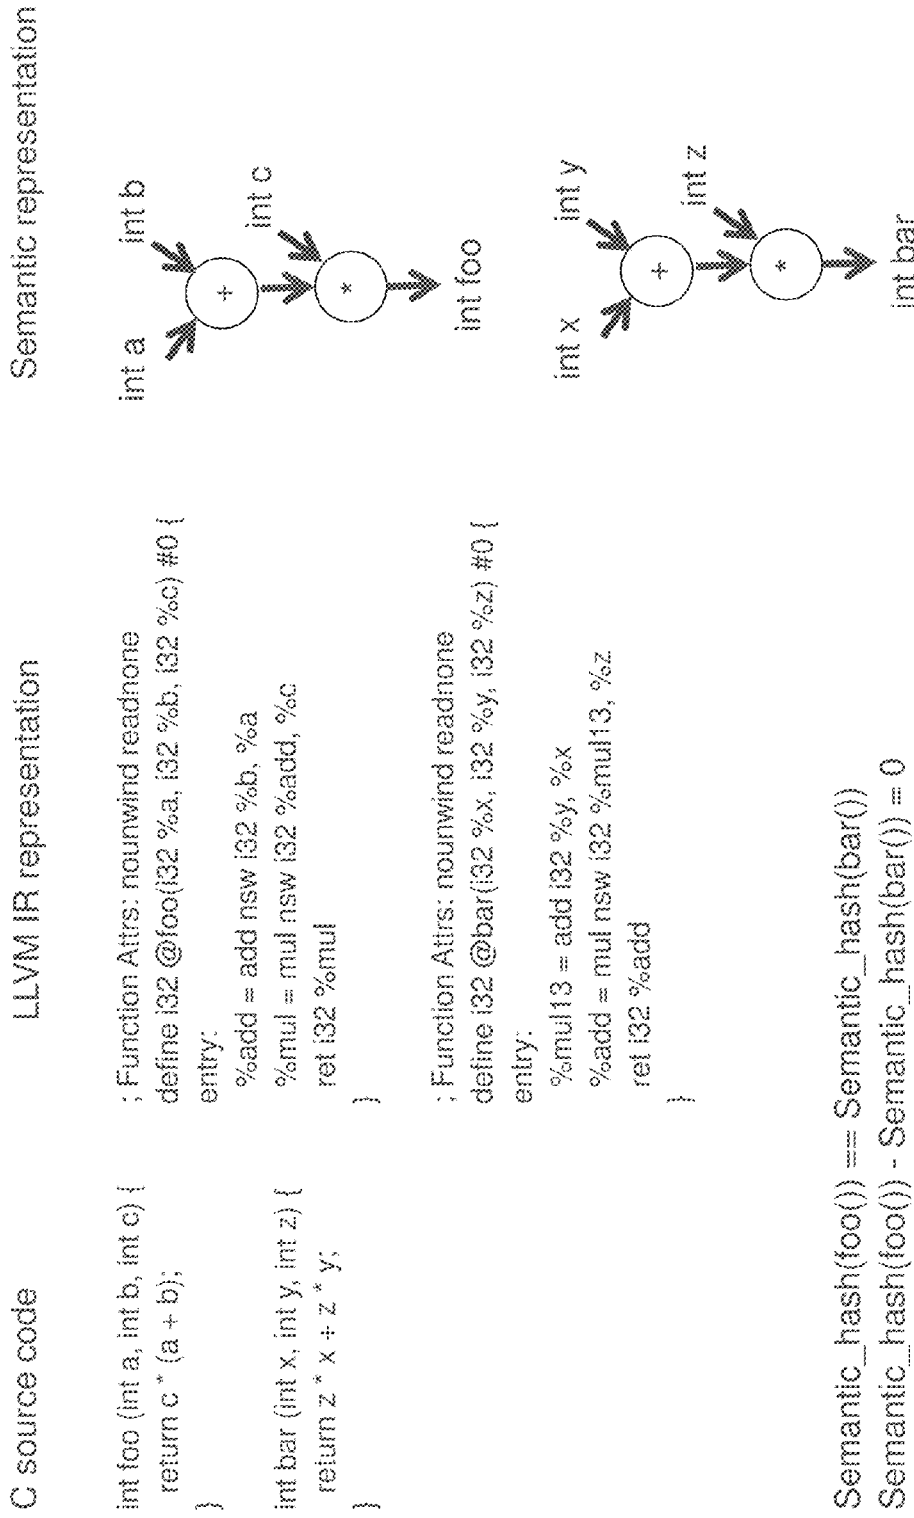 C source code
int foo (int a, int b, int c) {
return c * (a + b);
}
int bar (int x, int y, int z) {
return z * x + z * y;
}
LLVM IR representation
; Function Attrs: nounwind readnone
define i32 @foo(i32 %a, i32 %b, i32 %c) #0 {
entry:
%add = add nsw i32 %b, %a
%mul = mul nsw i32 %add, %c
ret i32 %mul
}
; Function Attrs: nounwind readnone
define i32 @bar(i32 %x, i32 %y, i32 %z) #0 {
entry:
%mul13 = add i32 %y, %x
%add = mul nsw i32 %mul13, %z
ret i32 %add
}
Semantic representation
int a
int b
+
int c
*
int foo
int x
int y
+
int z
*
int bar
Semantic_hash(foo()) == Semantic_hash(bar())
Semantic_hash(foo()) - Semantic_hash(bar()) = 0